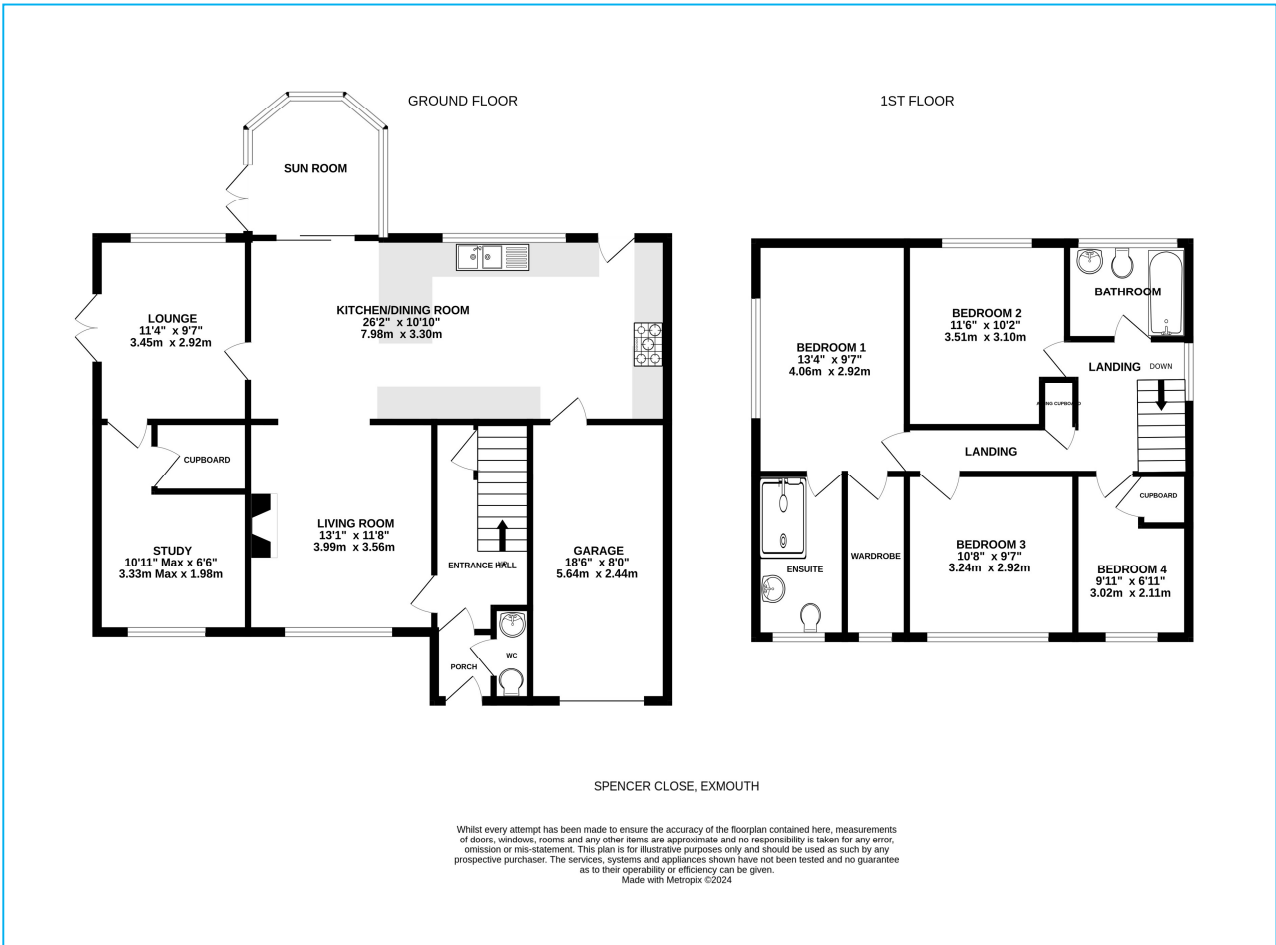 GROUND FLOOR
1ST FLOOR
SUN ROOM
LOUNGE
11'4" x 9'7"
3.45m x 2.92m
KITCHEN/DINING ROOM
26'2" x 10'10"
7.98m x 3.30m
CUPBOARD
STUDY
10'11" Max x 6'6"
3.33m Max x 1.98m
LIVING ROOM
13'1" x 11'8"
3.99m x 3.56m
ENTRANCE HALL
GARAGE
18'6" x 8'0"
5.64m x 2.44m
PORCH
WC
BEDROOM 1
13'4" x 9'7"
4.06m x 2.92m
BEDROOM 2
11'6" x 10'2"
3.51m x 3.10m
BATHROOM
LANDING
DOWN
CUPBOARD
LANDING
ENSUITE
WARDROBE
BEDROOM 3
10'8" x 9'7"
3.24m x 2.92m
CUPBOARD
BEDROOM 4
9'11" x 6'11"
3.02m x 2.11m
SPENCER CLOSE, EXMOUTH
Whilst every attempt has been made to ensure the accuracy of the floorplan contained here, measurements
of doors, windows, rooms and any other items are approximate and no responsibility is taken for any error,
omission or mis-statement. This plan is for illustrative purposes only and should be used as such by any
prospective purchaser. The services, systems and appliances shown have not been tested and no guarantee
as to their operability or efficiency can be given.
Made with Metropix ©2024